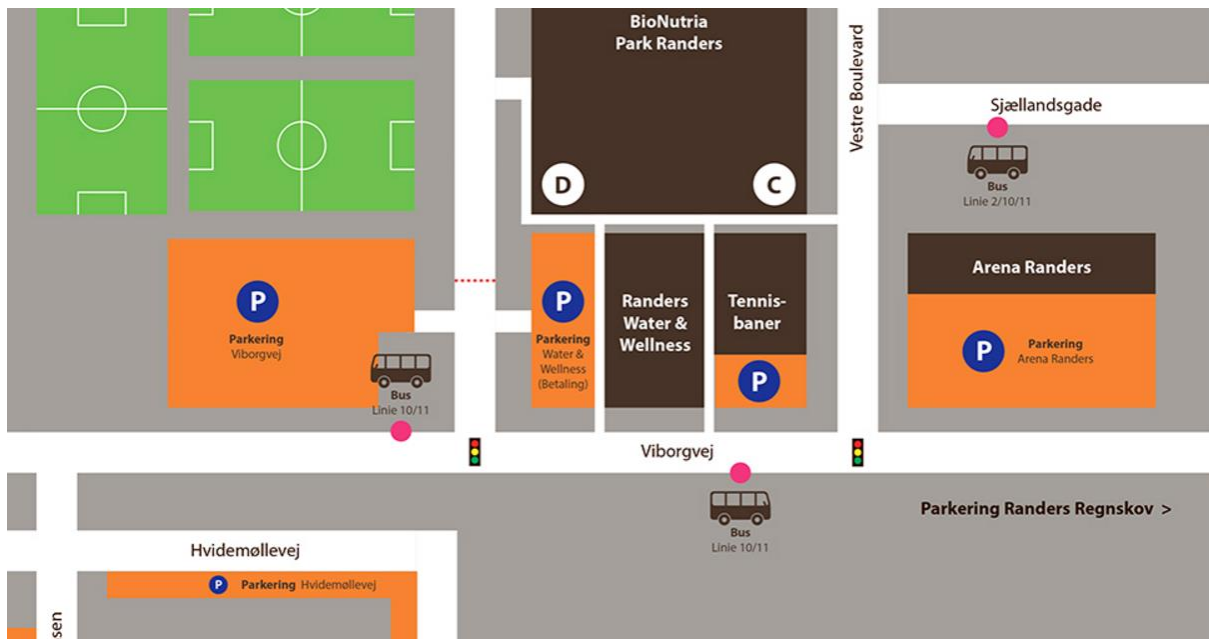 BioNutria
Park Randers
Vestre Boulevard
Sjællandsgade
Bus
Linie 2/10/11
D
C
P
Parkering
Viborgvej
P
Parkering
Water &
Wellness
(Betaling)
Randers
Water &
Wellness
Tennis-
baner
P
Arena Randers
P
Parkering
Arena Randers
Bus
Linie 10/11
Viborgvej
Bus
Linie 10/11
Parkering Randers Regnskov >
Hvidemøllevej
P Parkering Hvidemøllevej
sen